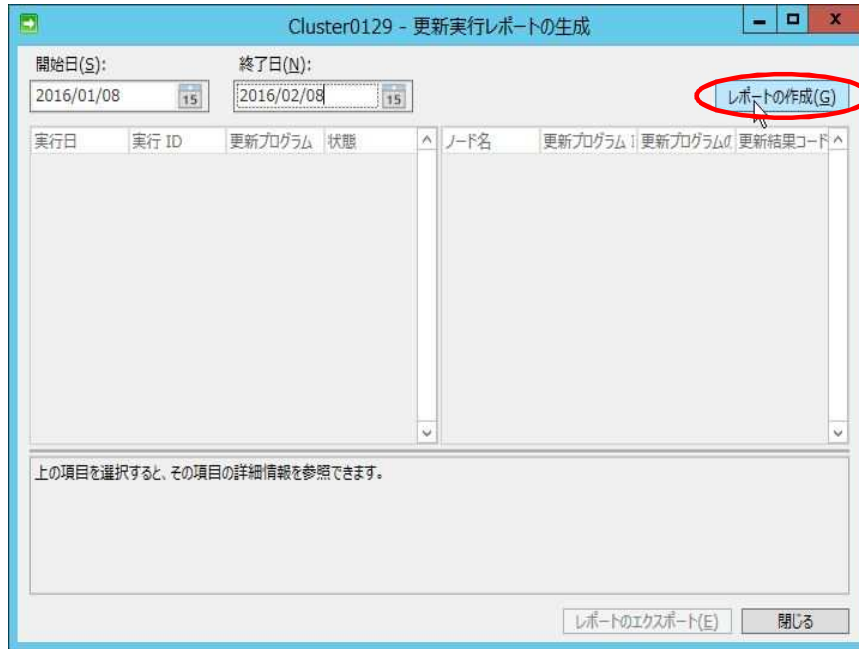 Cluster0129 - 更新実行レポートの生成
開始日(S): 終了日(N):
2016/01/08 15 2016/02/08 15
レポートの作成(G)
実行日 実行 ID 更新プログラム 状態 ノード名 更新プログラム 更新プログラムの 更新結果コード
上の項目を選択すると、その項目の詳細情報を参照できます。
レポートのエクスポート(E) 閉じる